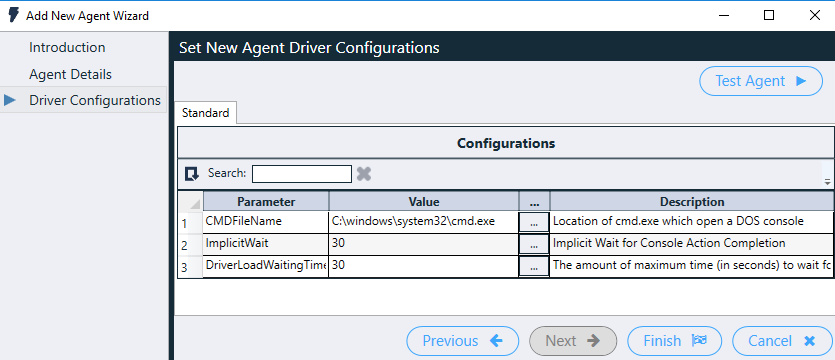 Add New Agent Wizard
Introduction
Agent Details
Driver Configurations
Set New Agent Driver Configurations
Test Agent
Standard
Configurations
Search:
Parameter Value ... Description
1 CMDFileName C:\windows\system32\cmd.exe ... Location of cmd.exe which open a DOS console
2 ImplicitWait 30 ... Implicit Wait for Console Action Completion
3 DriverLoadWaitingTime 30 ... The amount of maximum time (in seconds) to wait fo
Previous Next Finish Cancel